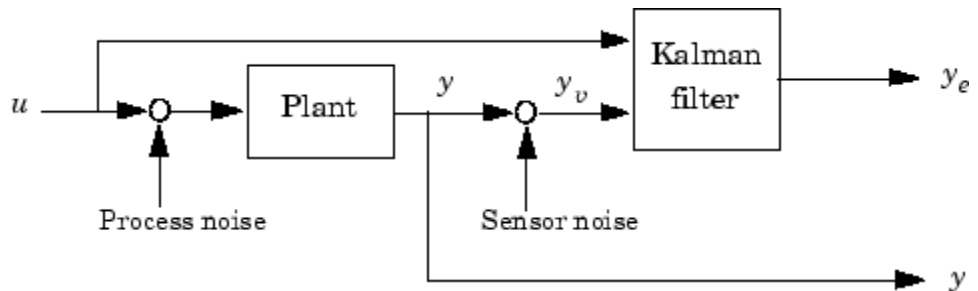 Kalman
filter
y_e
u
Plant
y
y_v
Process noise
Sensor noise
y